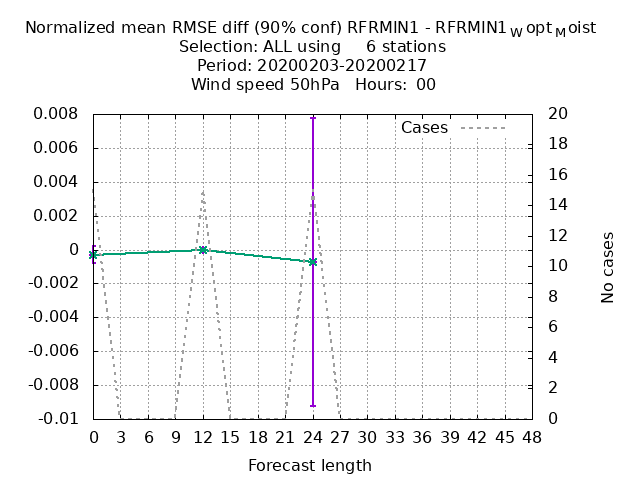 Normalized mean RMSE diff (90% conf) RFRMIN1 - RFRMIN1WoptMoist
Selection: ALL using     6 stations
Period: 20200203-20200217
Wind speed 50hPa   Hours:  00
Cases
0.008
0.006
0.004
0.002
0
-0.002
-0.004
-0.006
-0.008
-0.01
20
18
16
14
12
10
8
6
4
2
0
No cases
0 3 6 9 12 15 18 21 24 27 30 33 36 39 42 45 48
Forecast length